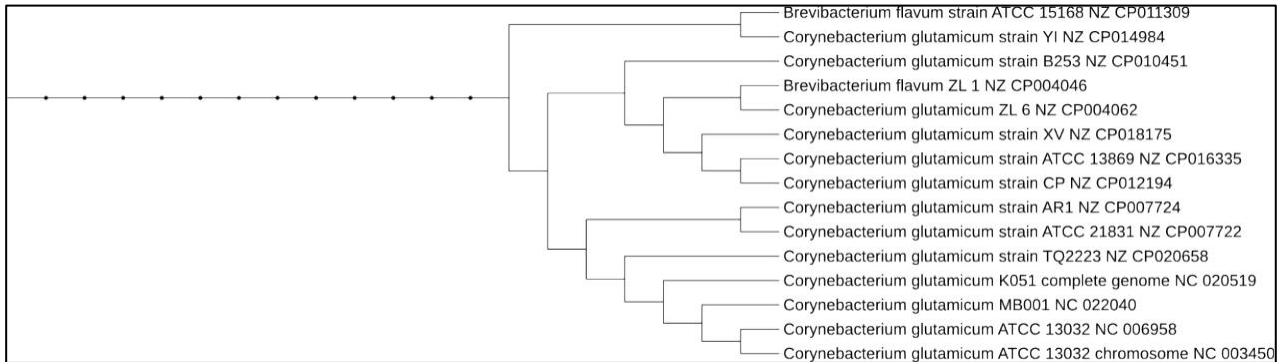 Brevibacterium flavum strain ATCC 15168 NZ CP011309
Corynebacterium glutamicum strain YI NZ CP014984
Corynebacterium glutamicum strain B253 NZ CP010451
Brevibacterium flavum ZL 1 NZ CP004046
Corynebacterium glutamicum ZL 6 NZ CP004062
Corynebacterium glutamicum strain XV NZ CP018175
Corynebacterium glutamicum strain ATCC 13869 NZ CP016335
Corynebacterium glutamicum strain CP NZ CP012194
Corynebacterium glutamicum strain AR1 NZ CP007724
Corynebacterium glutamicum strain ATCC 21831 NZ CP007722
Corynebacterium glutamicum strain TQ2223 NZ CP020658
Corynebacterium glutamicum K051 complete genome NC 020519
Corynebacterium glutamicum MB001 NC 022040
Corynebacterium glutamicum ATCC 13032 NC 006958
Corynebacterium glutamicum ATCC 13032 chromosome NC 003450